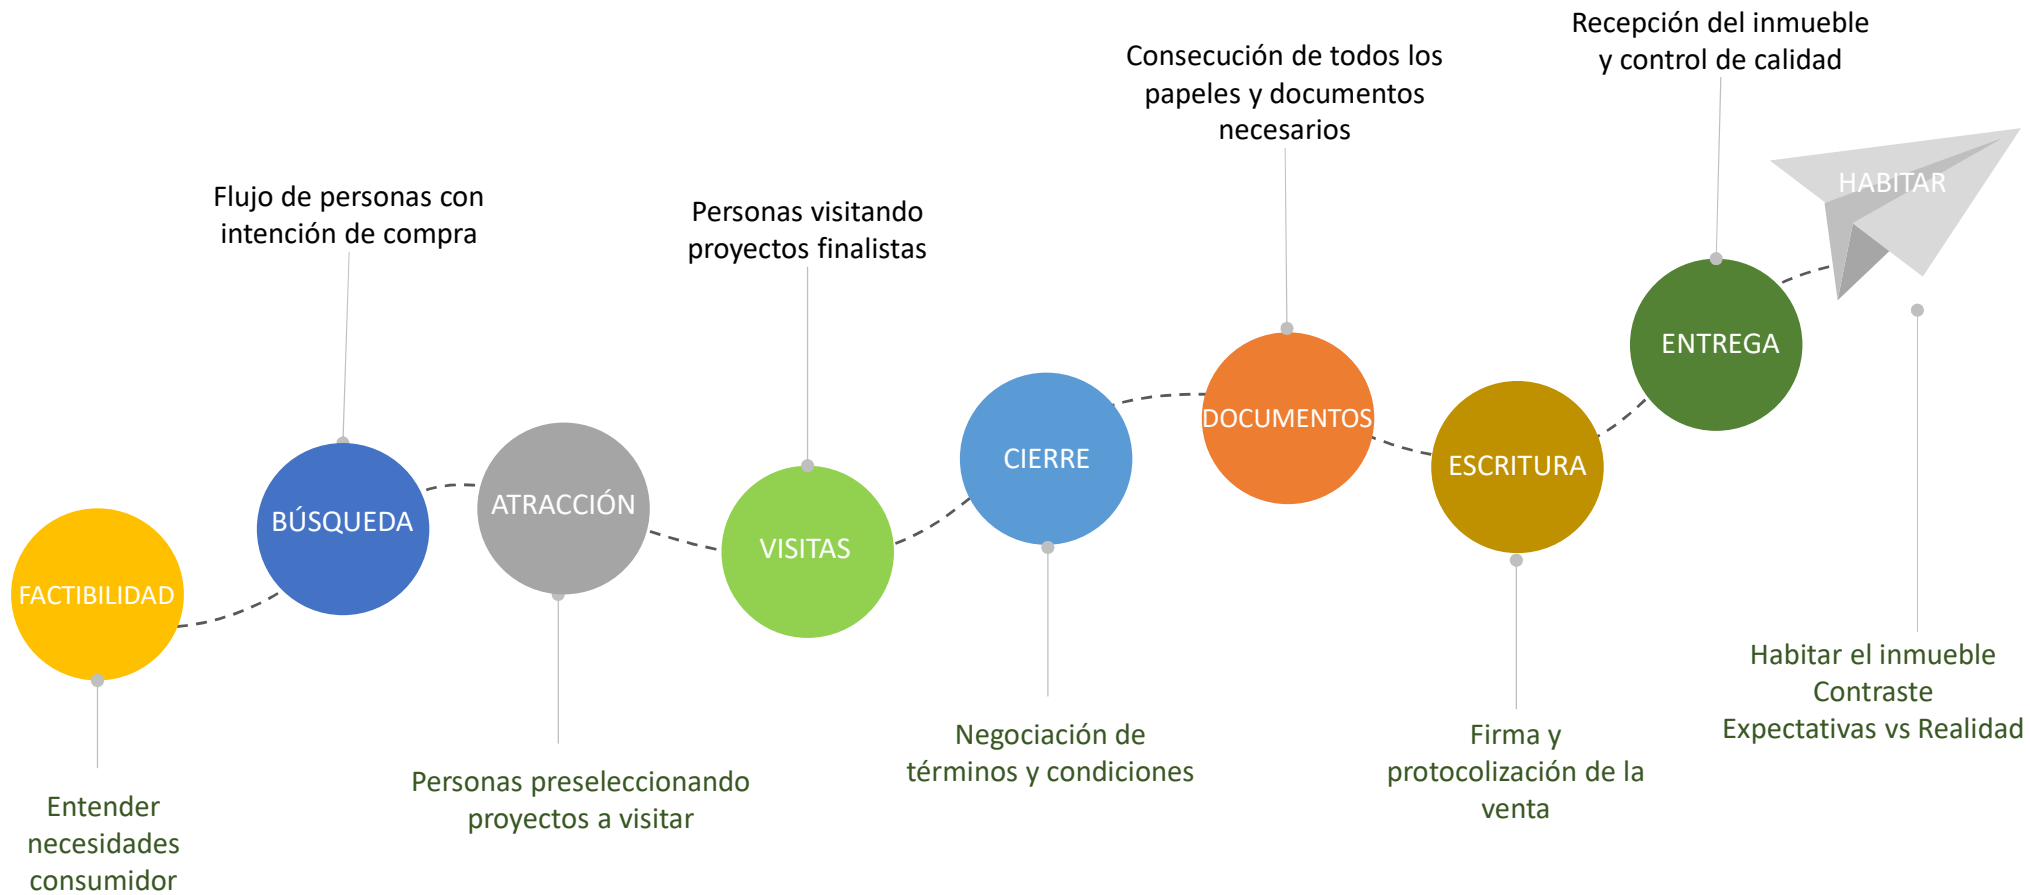 FACTIBILIDAD
Entender
necesidades
consumidor
Flujo de personas con
intención de compra
BÚSQUEDA
ATRACCIÓN
Personas preseleccionando
proyectos a visitar
Personas visitando
proyectos finalistas
VISITAS
CIERRE
Negociación de
términos y condiciones
Consecución de todos los
papeles y documentos
necesarios
DOCUMENTOS
ESCRITURA
Firma y
protocolización de la
venta
Recepción del inmueble
y control de calidad
ENTREGA
HABITAR
Habitar el inmueble
Contraste
Expectativas vs Realidad